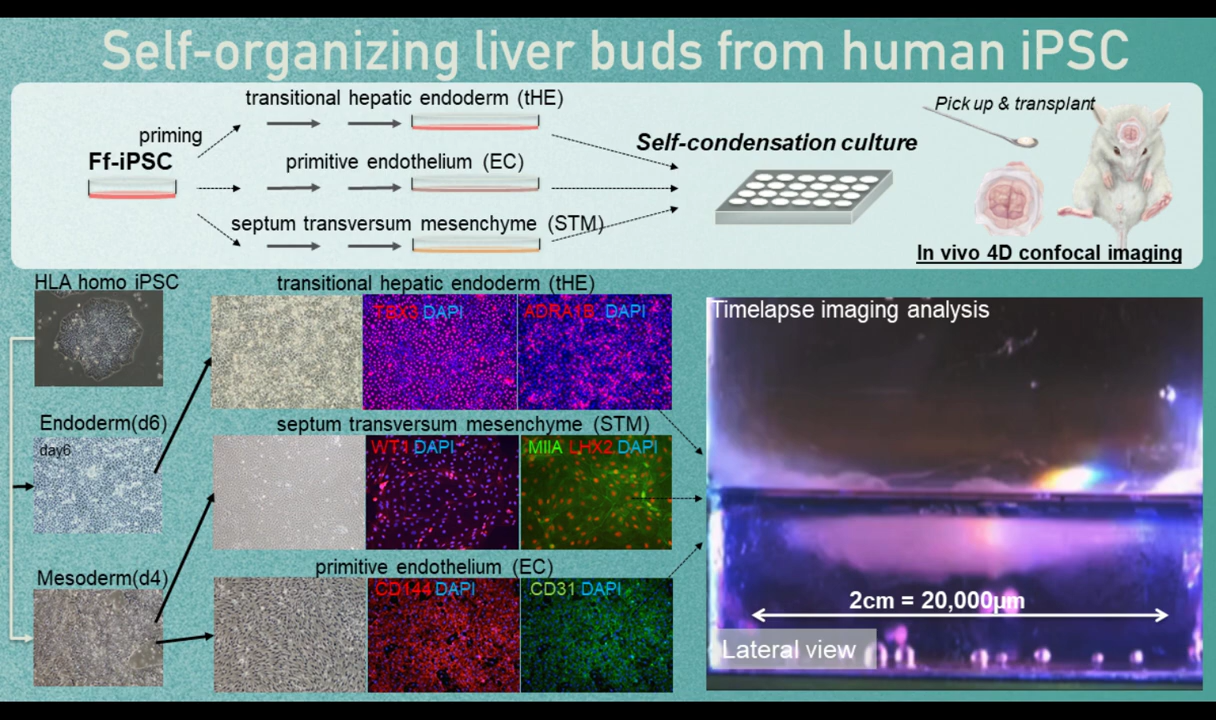 Self-organizing liver buds from human iPSC
transitional hepatic endoderm (tHE)
priming
Ff-iPSC
primitive endothelium (EC)
septum transversum mesenchyme (STM)
Self-condensation culture
Pick up & transplant
In vivo 4D confocal imaging
HLA homo iPSC
transitional hepatic endoderm (tHE)
TBX3 DAPI
ADRA1B DAPI
Endoderm(d6)
day6
septum transversum mesenchyme (STM)
WT1 DAPI
MIIA LHX2 DAPI
Mesoderm(d4)
primitive endothelium (EC)
CD144 DAPI
CD31 DAPI
Timelapse imaging analysis
2cm = 20,000μm
Lateral view